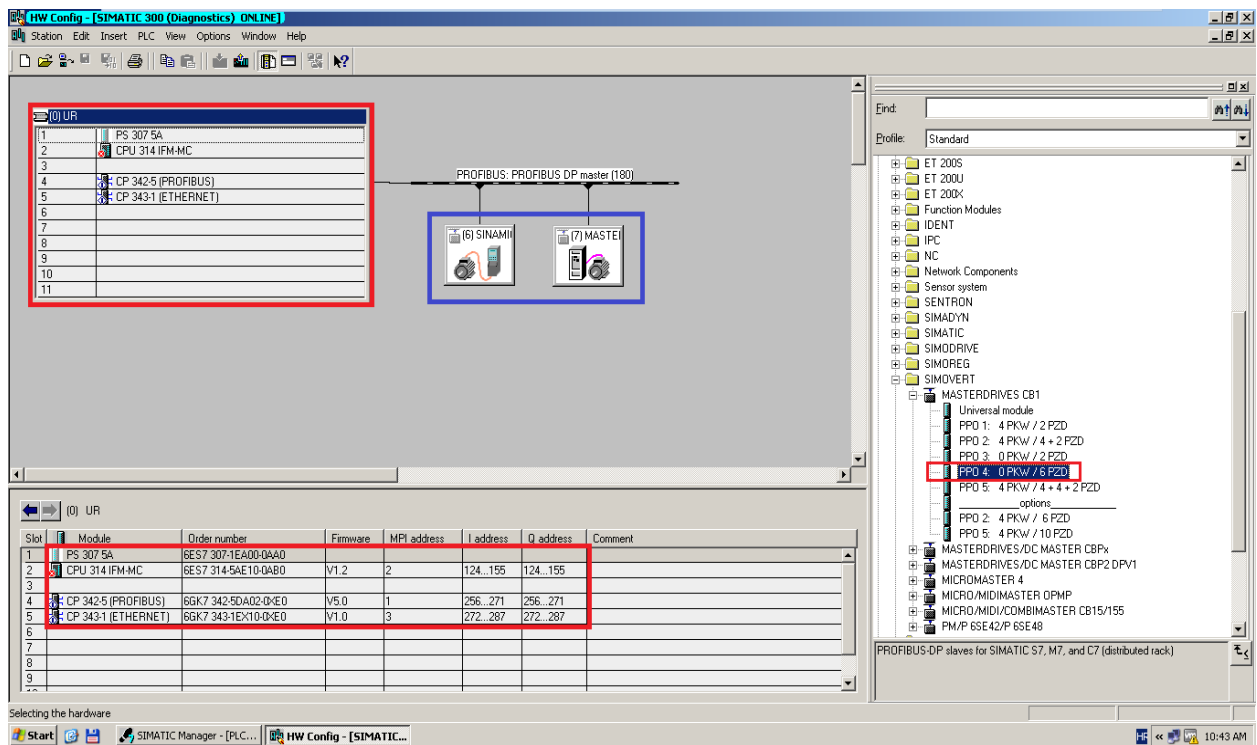 HW Config - [SIMATIC 300 (Diagnostics) ONLINE]
Station Edit Insert PLC View Options Window Help
(0) UR
1 PS 307 5A
2 CPU 314 IFM-MC
3
4 CP 342-5 (PROFIBUS)
5 CP 343-1 (ETHERNET)
6
7
8
9
10
11
PROFIBUS: PROFIBUS DP master (180)
(6) SINAMI
(7) MASTE
Find:
Profile: Standard
ET 200S
ET 200U
ET 200X
Function Modules
IDENT
IPC
NC
Network Components
Sensor system
SENTRON
SIMADYN
SIMATIC
SIMODRIVE
SIMOREG
SIMOVERT
MASTERDRIVES CB1
Universal module
PPO 1: 4 PKW / 2 PZD
PPO 2: 4 PKW / 4 + 2 PZD
PPO 3: 0 PKW / 2 PZD
PPO 4: 0 PKW / 6 PZD
PPO 5: 4 PKW / 4 + 4 + 2 PZD
________options________
PPO 2: 4 PKW / 6 PZD
PPO 5: 4 PKW / 10 PZD
MASTERDRIVES/DC MASTER CBPx
MASTERDRIVES/DC MASTER CBP2 DPV1
MICROMASTER 4
MICRO/MIDIMASTER OPMP
MICRO/MIDI/COMBIMASTER CB15/155
PM/P 6SE42/P 6SE48
PROFIBUS-DP slaves for SIMATIC S7, M7, and C7 (distributed rack)
(0) UR
Slot Module Order number Firmware MPI address I address Q address Comment
1 PS 307 5A 6ES7 307-1EA00-0AA0
2 CPU 314 IFM-MC 6ES7 314-5AE10-0AB0 V1.2 2 124...155 124...155
3
4 CP 342-5 (PROFIBUS) 6GK7 342-5DA02-0XE0 V5.0 1 256...271 256...271
5 CP 343-1 (ETHERNET) 6GK7 343-1EX10-0XE0 V1.0 3 272...287 272...287
6
7
8
9
Selecting the hardware
Start SIMATIC Manager - [PLC... HW Config - [SIMATIC... 10:43 AM